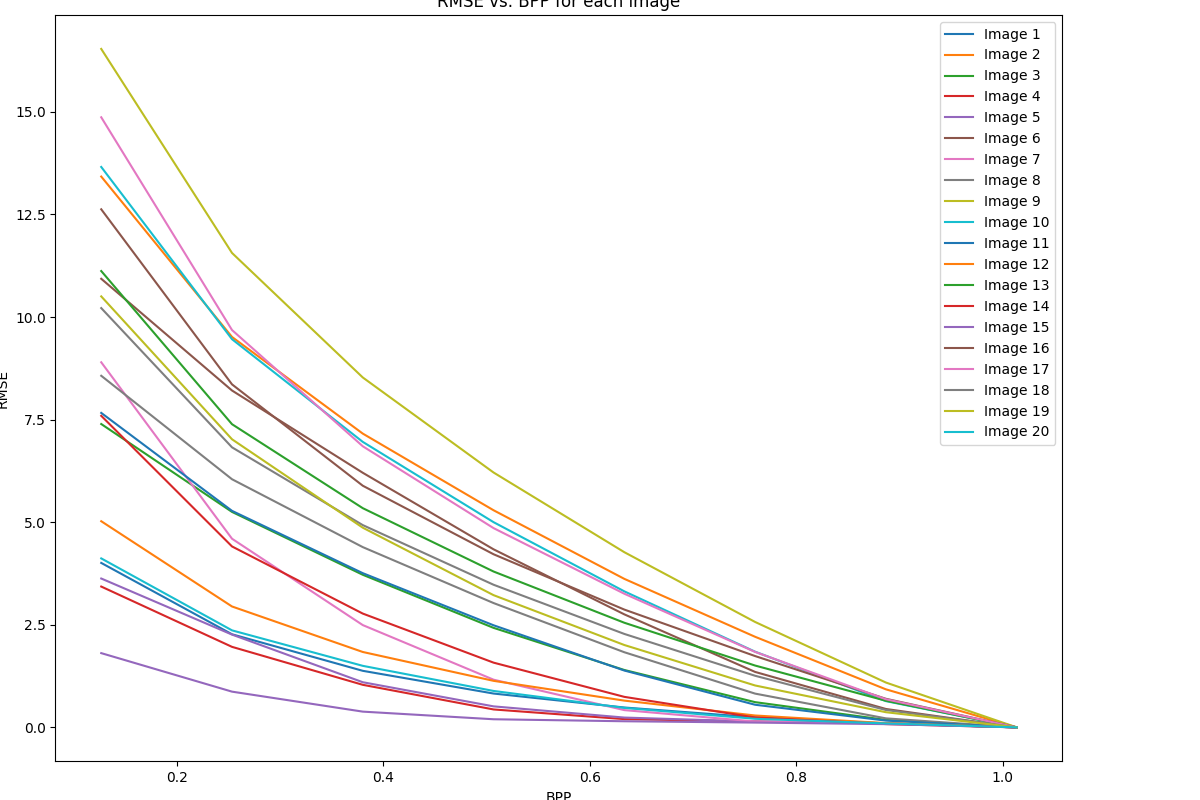 RMSE vs. BPP for each image
15.0
12.5
10.0
7.5
5.0
2.5
0.0
RMSE
0.2
0.4
0.6
0.8
1.0
BPP
Image 1
Image 2
Image 3
Image 4
Image 5
Image 6
Image 7
Image 8
Image 9
Image 10
Image 11
Image 12
Image 13
Image 14
Image 15
Image 16
Image 17
Image 18
Image 19
Image 20